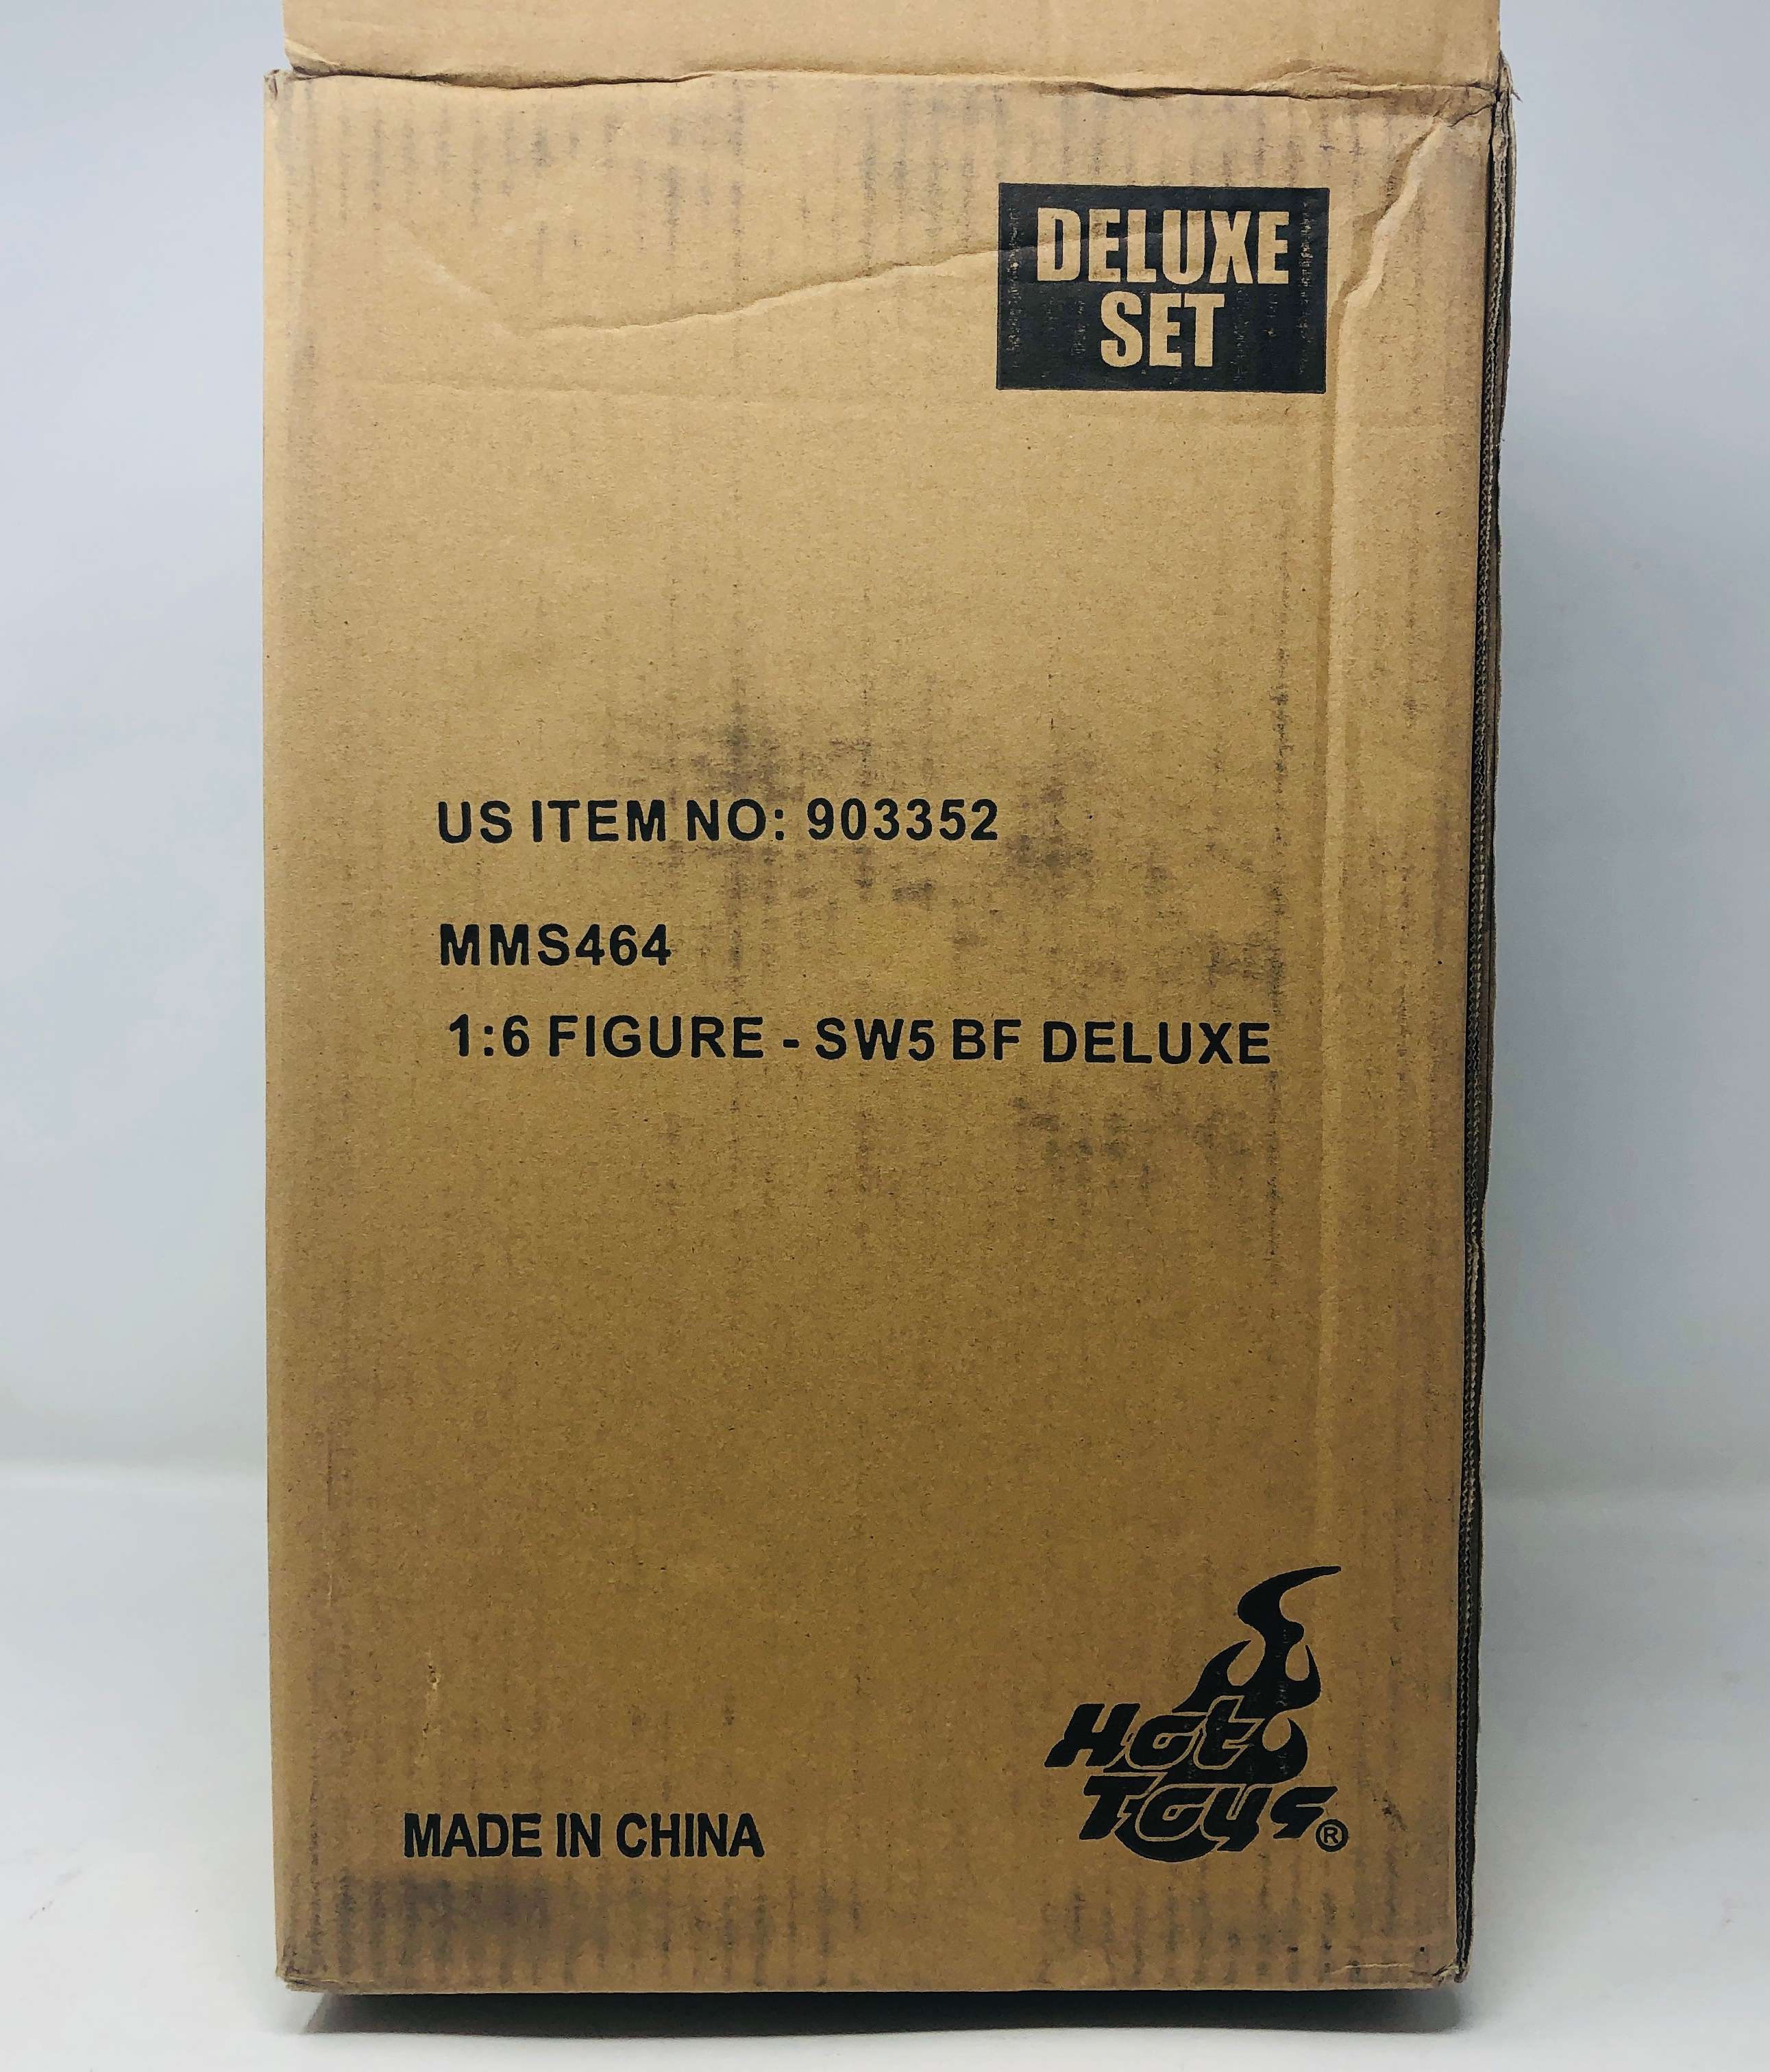 DELUXE
SET
US ITEM NO: 903352
MMS464
1:6 FIGURE - SW5 BF DELUXE
Hot
Toys®
MADE IN CHINA